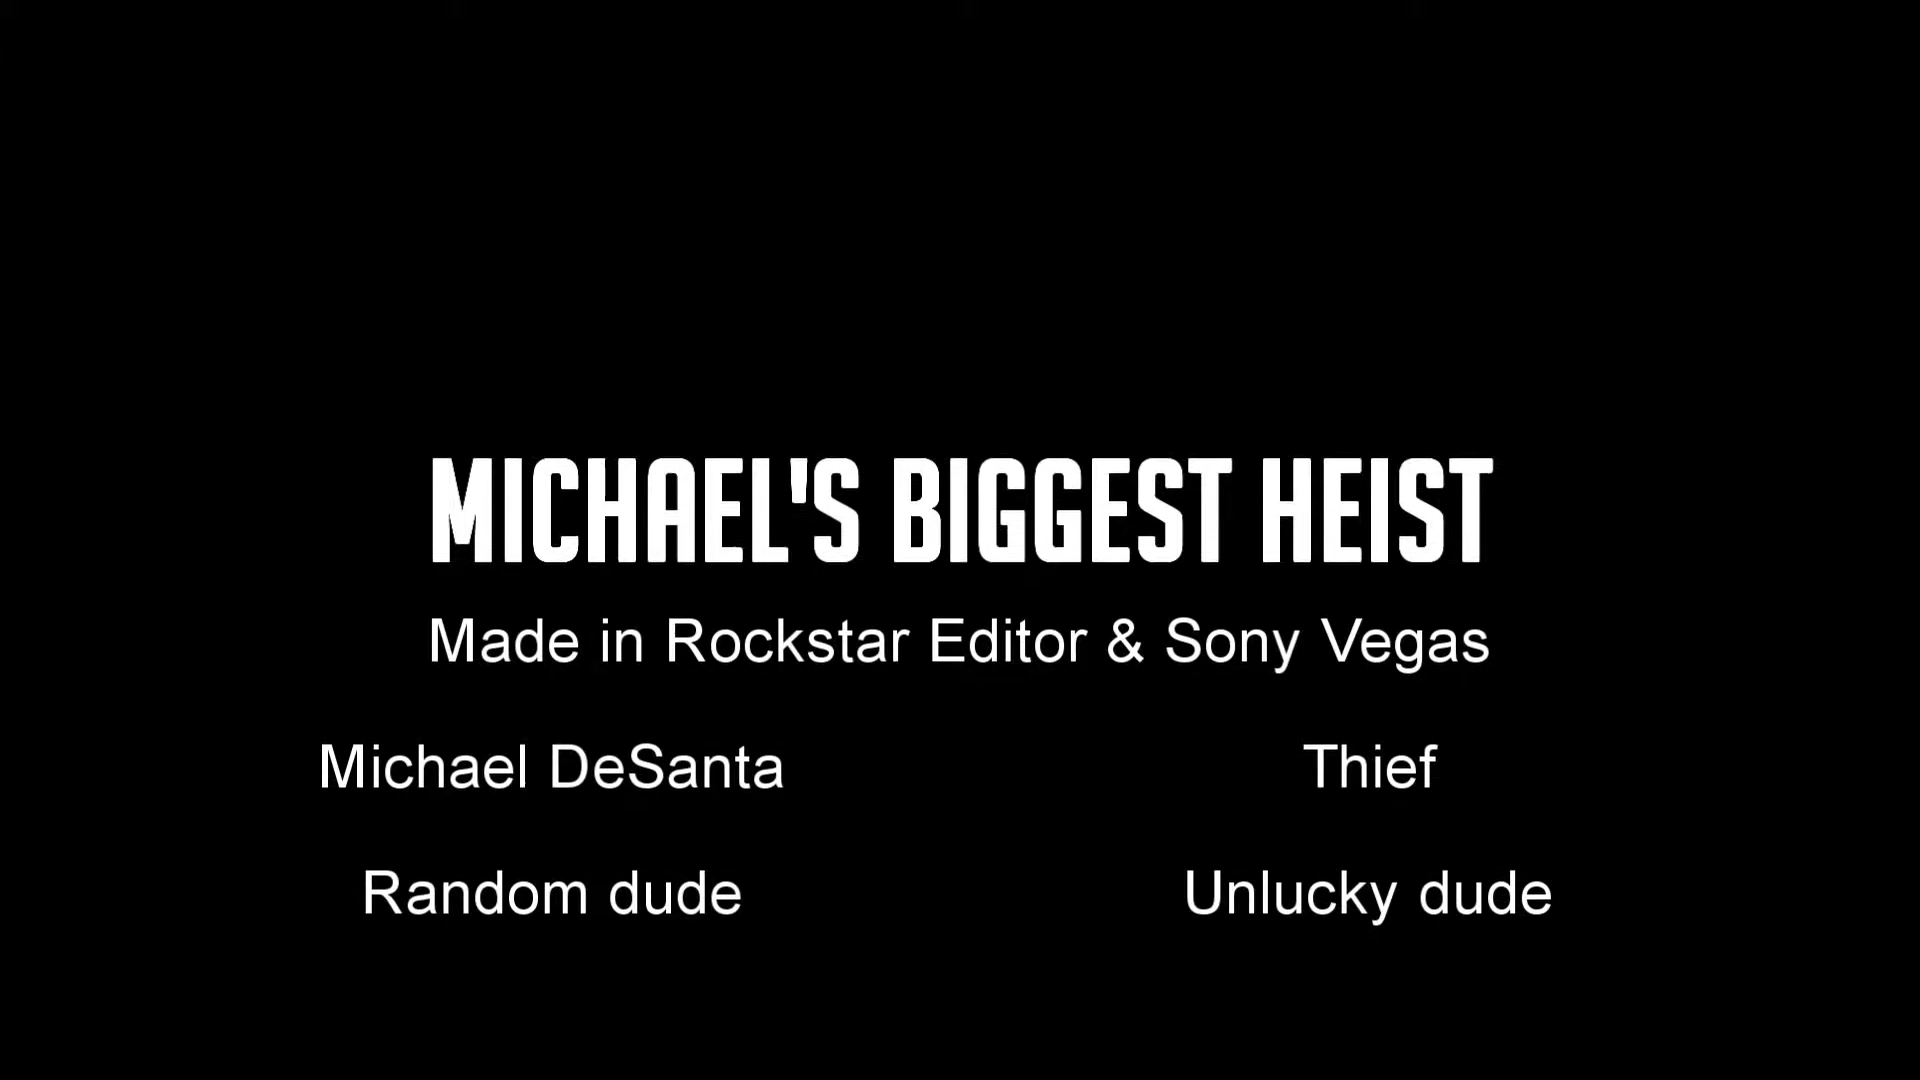 MICHAEL'S BIGGEST HEIST
Made in Rockstar Editor & Sony Vegas
Michael DeSanta Thief
Random dude Unlucky dude